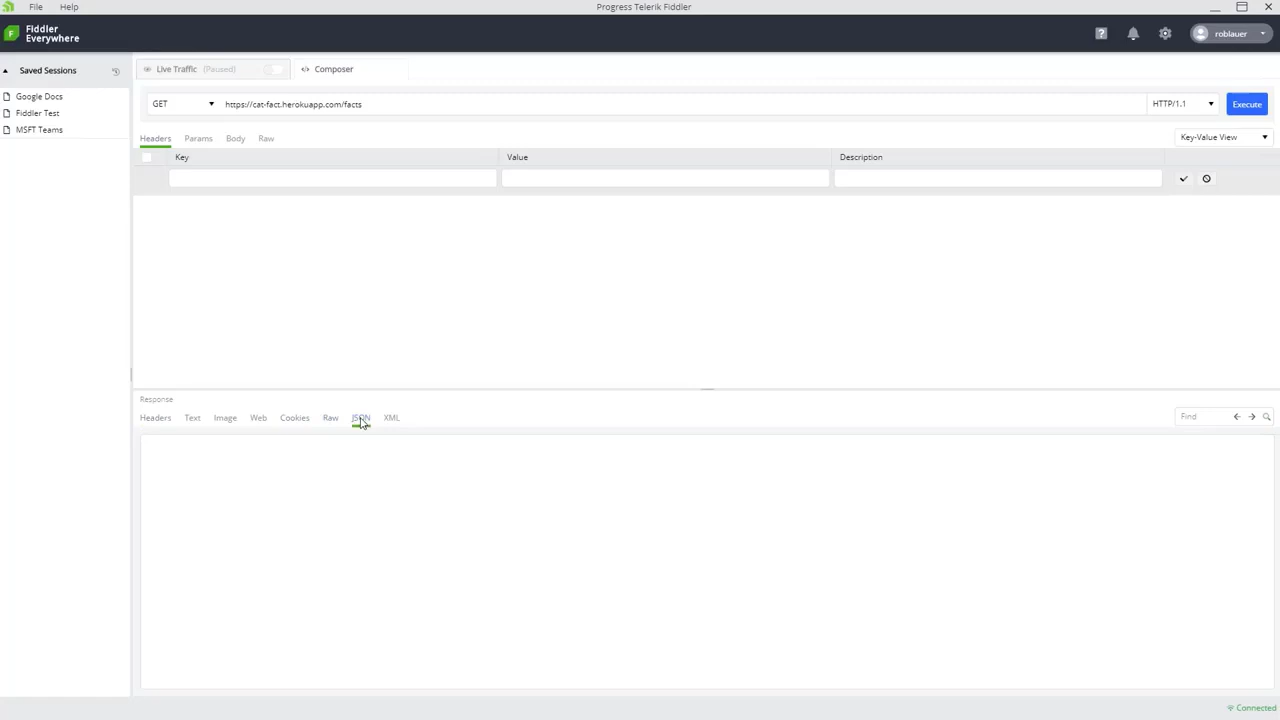 File Help Progress Telerik Fiddler
F Fiddler
Everywhere
? roblauer
Saved Sessions
Google Docs
Fiddler Test
MSFT Teams
Live Traffic (Paused) </> Composer
GET https://cat-fact.herokuapp.com/facts HTTP/1.1 Execute
Headers Params Body Raw Key-Value View
Key Value Description
Response
Headers Text Image Web Cookies Raw JSON XML Find
Connected